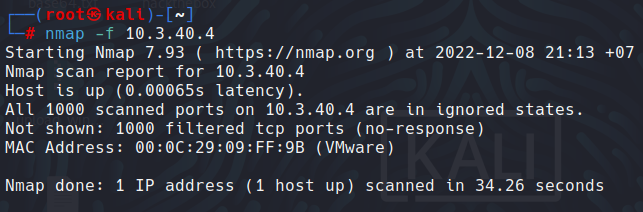 ┌──(root㉿kali)-[~]
└─# nmap -f 10.3.40.4
Starting Nmap 7.93 ( https://nmap.org ) at 2022-12-08 21:13 +07
Nmap scan report for 10.3.40.4
Host is up (0.00065s latency).
All 1000 scanned ports on 10.3.40.4 are in ignored states.
Not shown: 1000 filtered tcp ports (no-response)
MAC Address: 00:0C:29:09:FF:9B (VMware)
KALI
Nmap done: 1 IP address (1 host up) scanned in 34.26 seconds